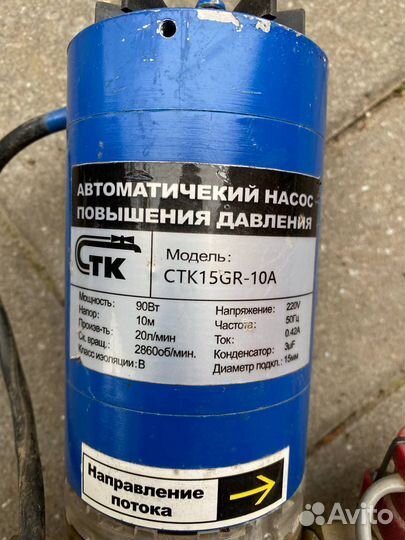 АВТОМАТИЧЕКИЙ НАСОС
ПОВЫШЕНИЯ ДАВЛЕНИЯ
СТК
Модель:
СТК15GR-10A
Мощность: 90Вт
Напор: 10м
Произв-ть: 20л/мин
Ск. вращ.: 2860об/мин.
Класс изоляции: B
Напряжение: 220V
Частота: 50Гц
Ток: 0.42A
Конденсатор: 3μF
Диаметр подкл.: 15мм
Направление
потока
Avito